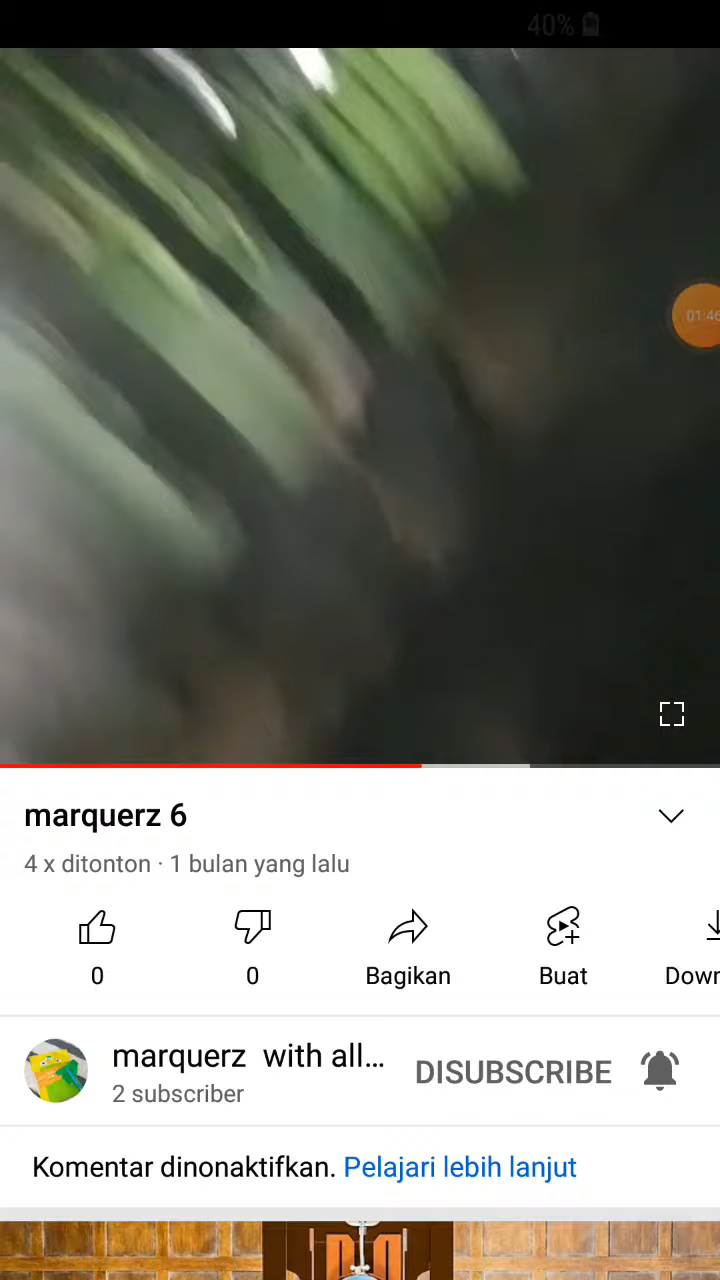 40%
01:46
marquerz 6
4 x ditonton · 1 bulan yang lalu
0
0
Bagikan
Buat
Down
marquerz with all...
DISUBSCRIBE
2 subscriber
Komentar dinonaktifkan. Pelajari lebih lanjut